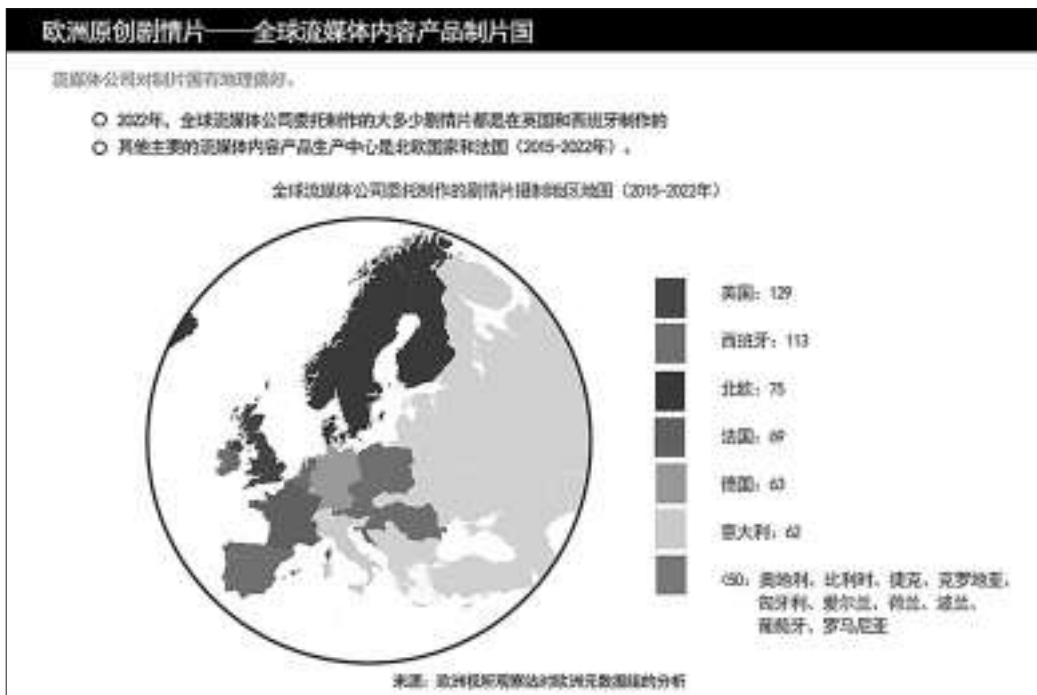 欧洲原创剧情片——全球流媒体内容产品制片国
流媒体公司对制片国有地理偏好。
2022年，全球流媒体公司委托制作的大多少剧情片都是在英国和西班牙制作的
其他主要的流媒体内容产品生产中心是北欧国家和法国（2015-2022年）。
全球流媒体公司委托制作的剧情片摄制地区地图（2015-2022年）
英国：129
西班牙：113
北欧：75
法国：69
德国：63
意大利：62
<50：奥地利、比利时、捷克、克罗地亚、
匈牙利、爱尔兰、荷兰、波兰、
葡萄牙、罗马尼亚
来源：欧洲视听观察站对欧洲元数据组的分析